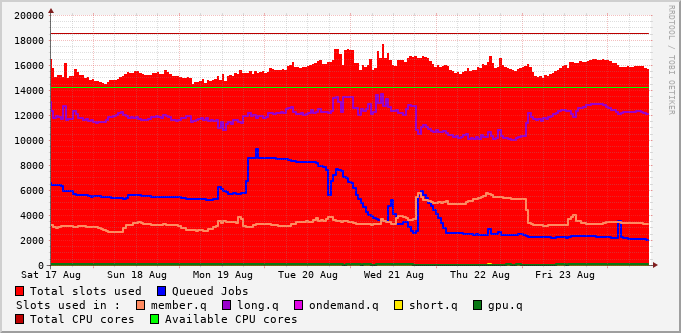 20000
18000
16000
14000
12000
10000
8000
6000
4000
2000
0
Sat 17 Aug Sun 18 Aug Mon 19 Aug Tue 20 Aug Wed 21 Aug Thu 22 Aug Fri 23 Aug
RRDTOOL / TOBI OETIKER
Total slots used Queued Jobs
Slots used in : member.q long.q ondemand.q short.q gpu.q
Total CPU cores Available CPU cores